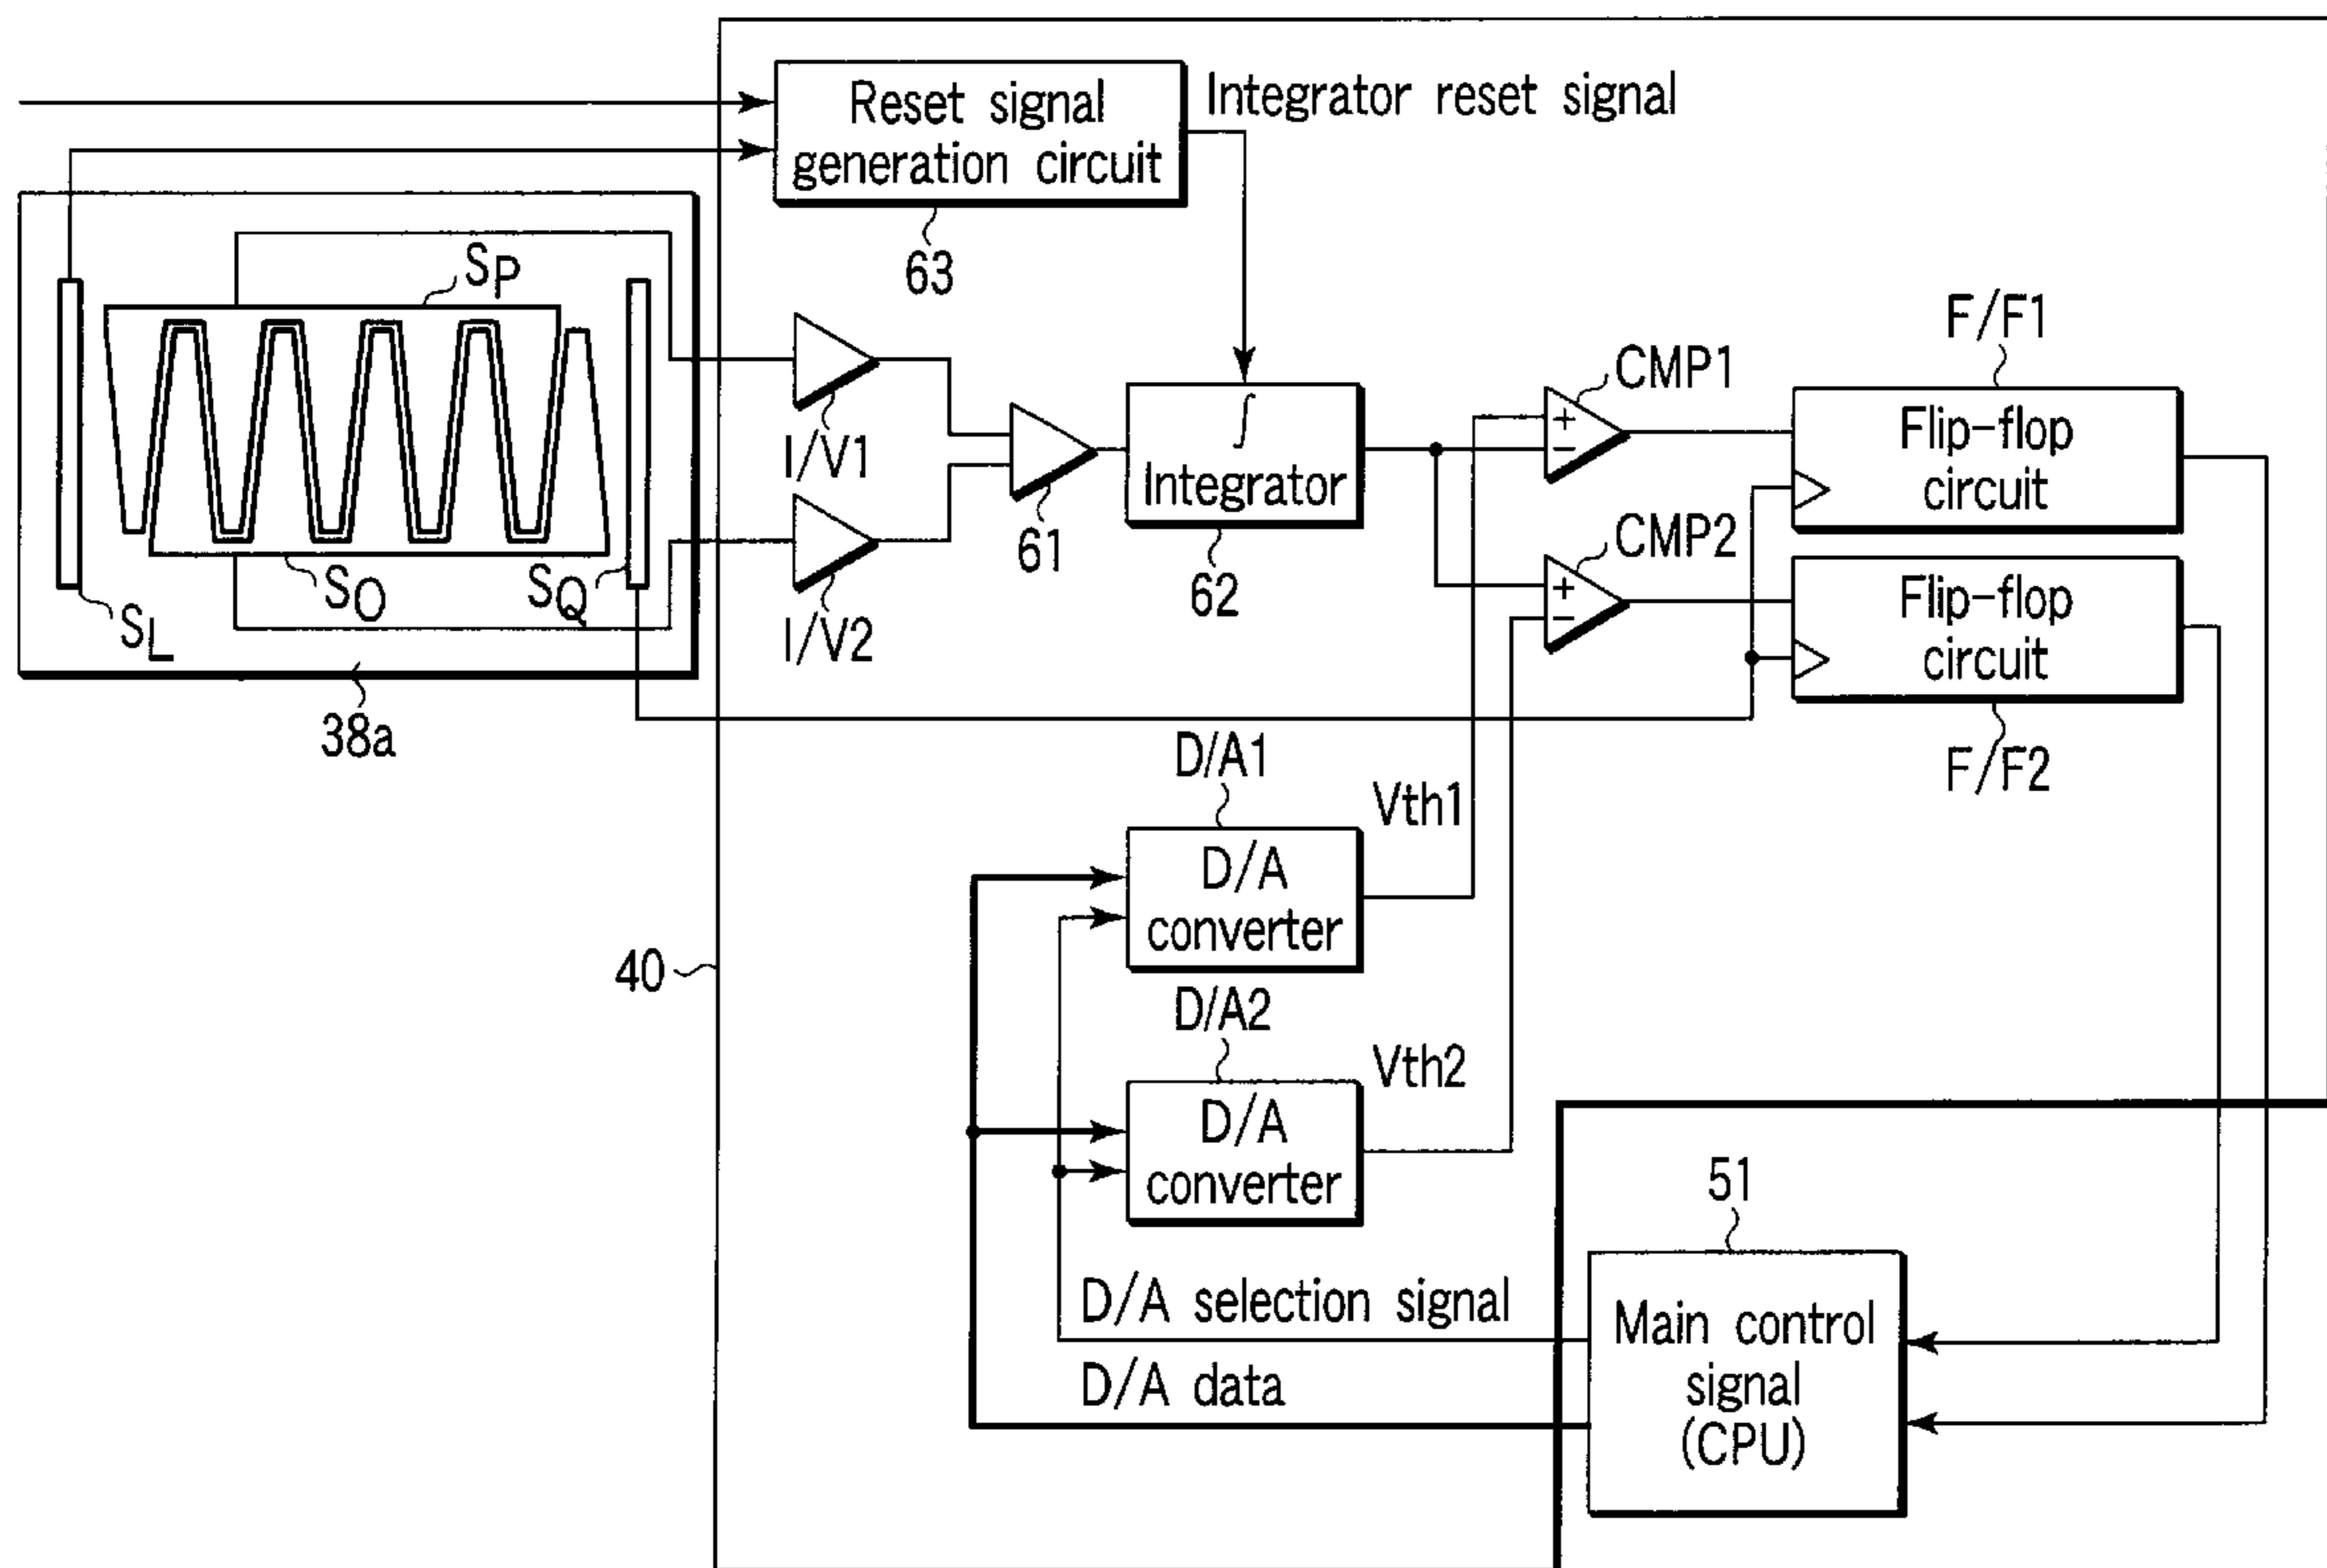 Reset signal
generation circuit
Integrator reset signal
63
SP
SO
SQ
SL
38a
I/V1
I/V2
61
∫
Integrator
62
CMP1
+
−
CMP2
+
−
F/F1
Flip-flop
circuit
Flip-flop
circuit
F/F2
D/A1
Vth1
D/A
converter
40
D/A2
Vth2
D/A
converter
51
D/A selection signal
D/A data
Main control
signal
(CPU)